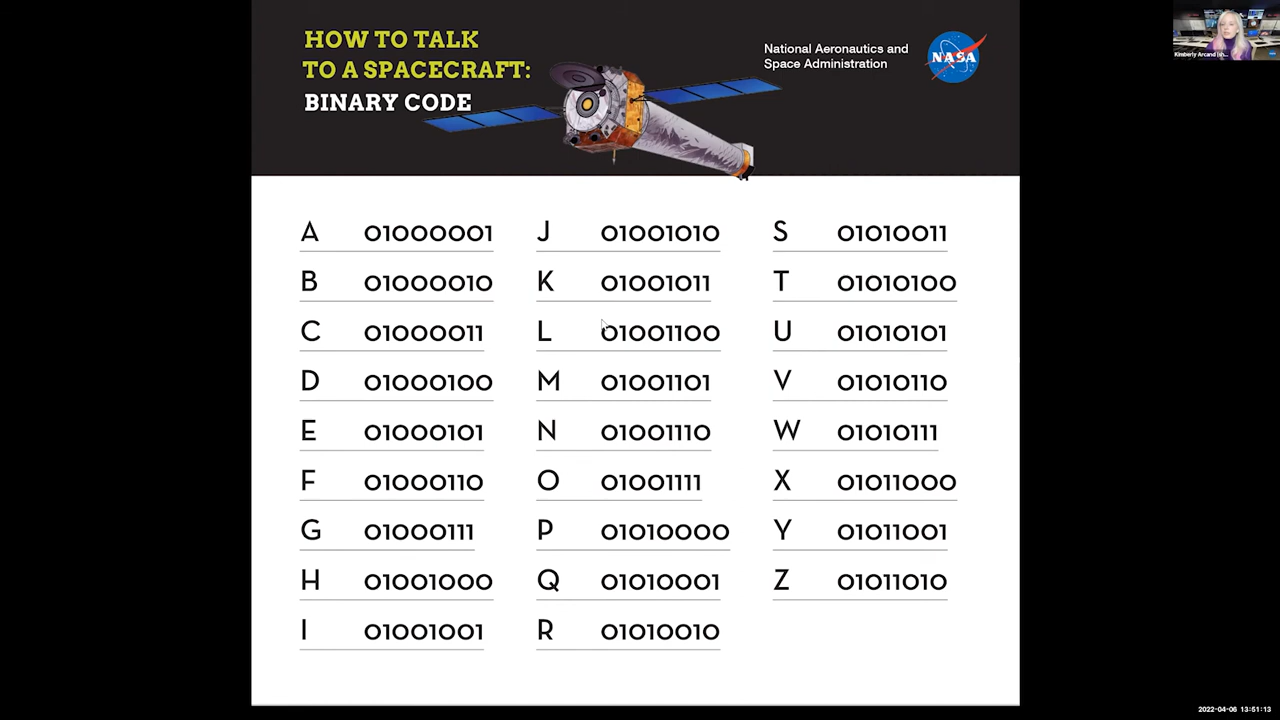 HOW TO TALK
TO A SPACECRAFT:
BINARY CODE
National Aeronautics and
Space Administration
NASA
Kimberly Arcand
A 01000001
B 01000010
C 01000011
D 01000100
E 01000101
F 01000110
G 01000111
H 01001000
I 01001001
J 01001010
K 01001011
L 01001100
M 01001101
N 01001110
O 01001111
P 01010000
Q 01010001
R 01010010
S 01010011
T 01010100
U 01010101
V 01010110
W 01010111
X 01011000
Y 01011001
Z 01011010
2022-04-06 13:51:13